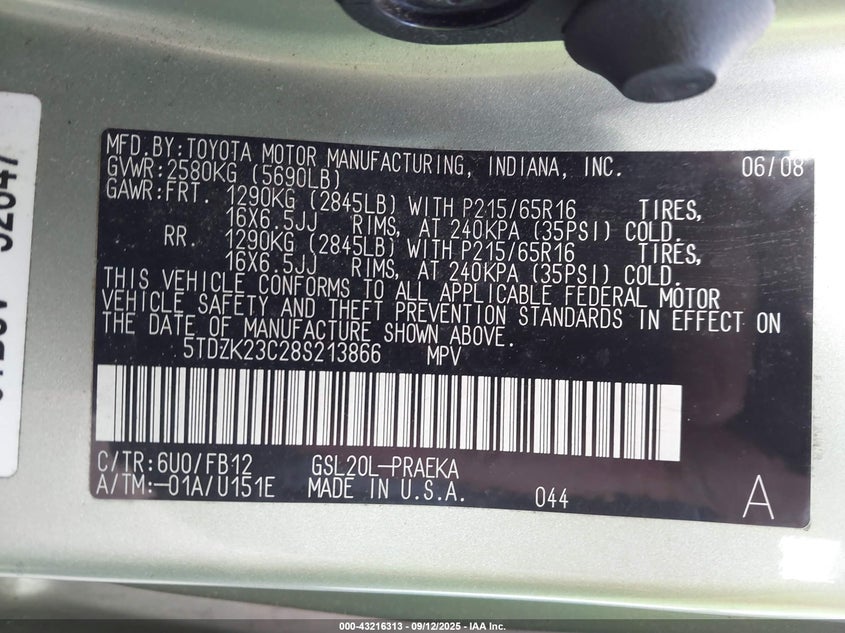 MFD.BY:TOYOTA MOTOR MANUFACTURING, INDIANA, INC. 06/08
GVWR:2580KG (5690LB)
GAWR:FRT. 1290KG (2845LB) WITH P215/65R16 TIRES,
16X6.5JJ RIMS, AT 240KPA (35PSI) COLD.
RR. 1290KG (2845LB) WITH P215/65R16 TIRES,
16X6.5JJ RIMS, AT 240KPA (35PSI) COLD.
THIS VEHICLE CONFORMS TO ALL APPLICABLE FEDERAL MOTOR
VEHICLE SAFETY AND THEFT PREVENTION STANDARDS IN EFFECT ON
THE DATE OF MANUFACTURE SHOWN ABOVE.
5TDZK23C28S213866 MPV
C/TR:6U0/FB12 GSL20L-PRAEKA
A/TM:-01A/U151E MADE IN U.S.A. 044 A
000-43216313 - 09/12/2025 - IAA Inc.